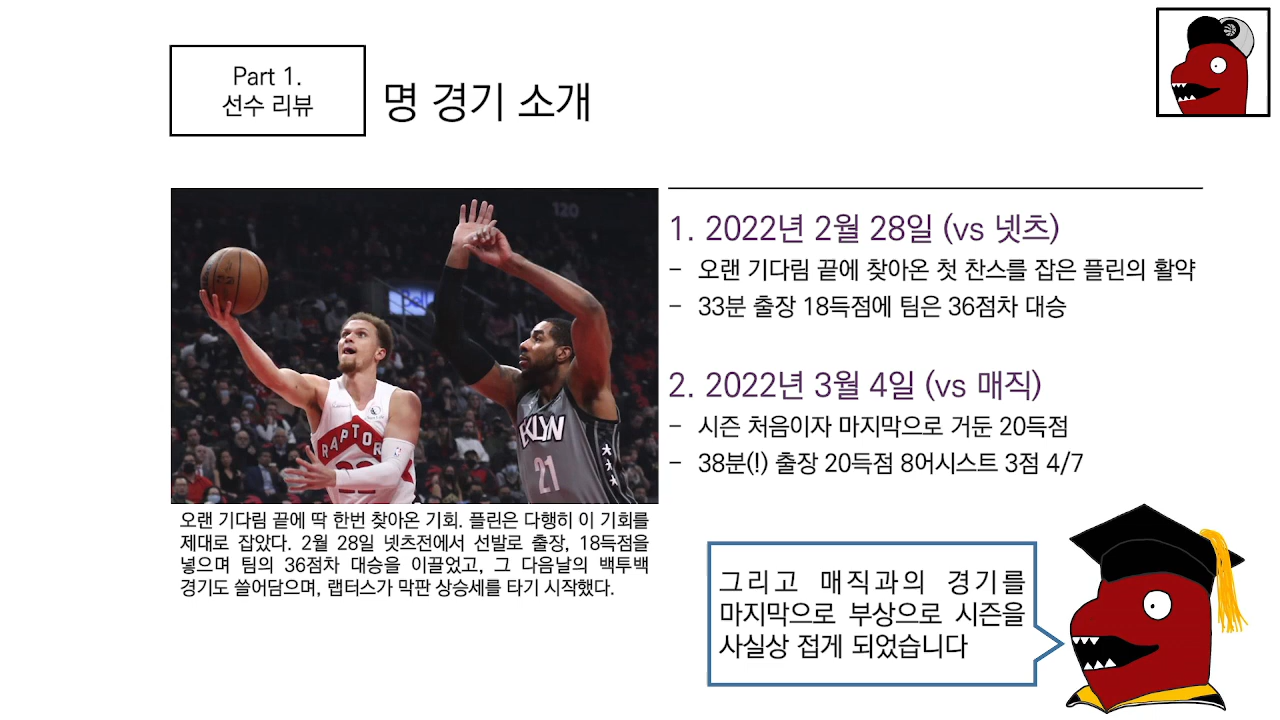 Part 1.
선수 리뷰
명 경기 소개
120
RAPTOR
EKLYN
21
1. 2022년 2월 28일 (vs 넷츠)
- 오랜 기다림 끝에 찾아온 첫 찬스를 잡은 플린의 활약
- 33분 출장 18득점에 팀은 36점차 대승
2. 2022년 3월 4일 (vs 매직)
- 시즌 처음이자 마지막으로 거둔 20득점
- 38분(!) 출장 20득점 8어시스트 3점 4/7
오랜 기다림 끝에 딱 한번 찾아온 기회. 플린은 다행히 이 기회를
제대로 잡았다. 2월 28일 넷츠전에서 선발로 출장, 18득점을
넣으며 팀의 36점차 대승을 이끌었고, 그 다음날의 백투백
경기도 쓸어담으며, 랩터스가 막판 상승세를 타기 시작했다.
그리고 매직과의 경기를
마지막으로 부상으로 시즌을
사실상 접게 되었습니다